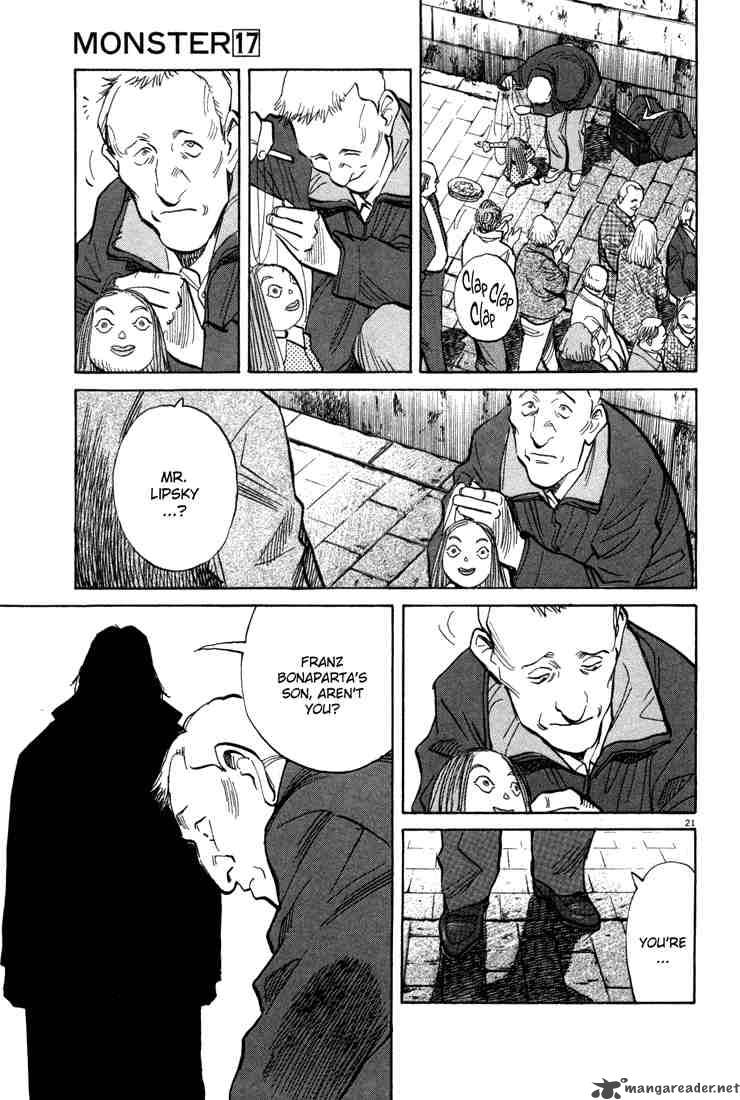 MONSTER 17
Clap Clap
Clap
MR.
LIPSKY
...?
21
YOU'RE
...
FRANZ
BONAPARTA'S
SON, AREN'T
YOU?
mangareader.net